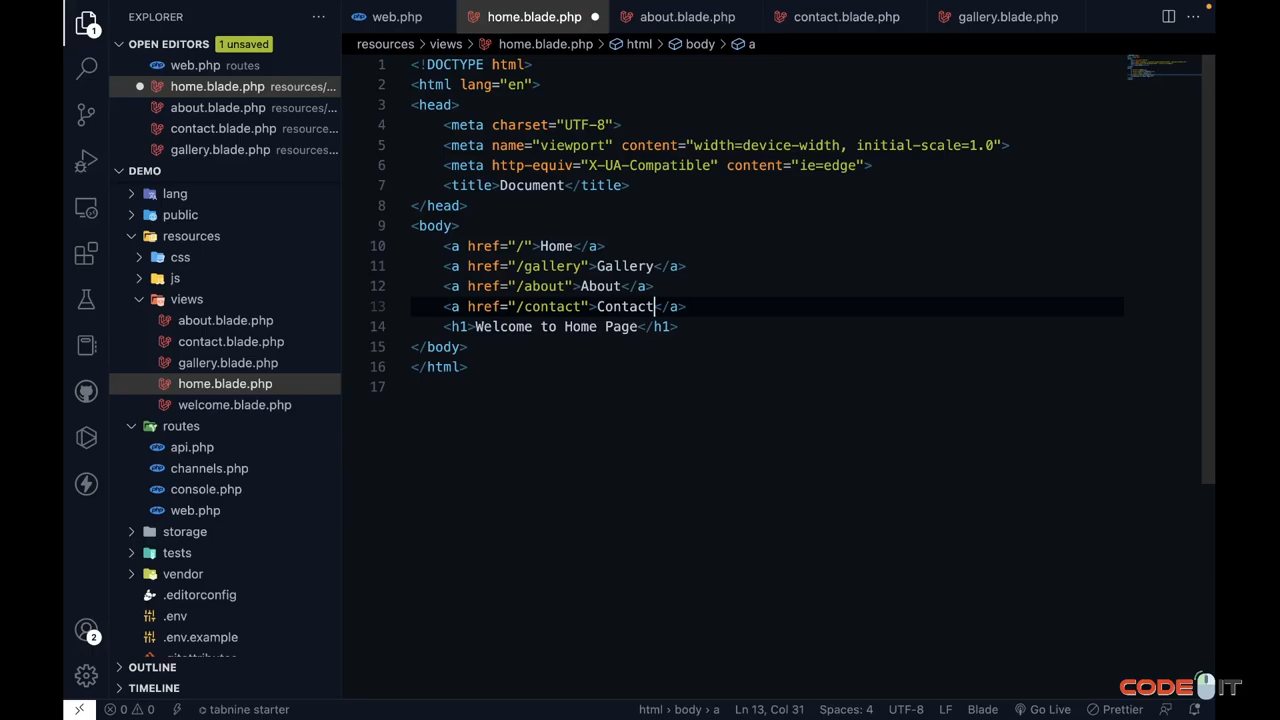 EXPLORER
OPEN EDITORS 1 unsaved
web.php routes
home.blade.php resources/...
about.blade.php resources/...
contact.blade.php resource...
gallery.blade.php resources...
DEMO
lang
public
resources
css
js
views
about.blade.php
contact.blade.php
gallery.blade.php
home.blade.php
welcome.blade.php
routes
api.php
channels.php
console.php
web.php
storage
tests
vendor
.editorconfig
.env
.env.example
.gitattributes
OUTLINE
TIMELINE
1
2
web.php home.blade.php about.blade.php contact.blade.php gallery.blade.php
resources > views > home.blade.php > html > body > a
1 <!DOCTYPE html>
2 <html lang="en">
3 <head>
4 <meta charset="UTF-8">
5 <meta name="viewport" content="width=device-width, initial-scale=1.0">
6 <meta http-equiv="X-UA-Compatible" content="ie=edge">
7 <title>Document</title>
8 </head>
9 <body>
10 <a href="/">Home</a>
11 <a href="/gallery">Gallery</a>
12 <a href="/about">About</a>
13 <a href="/contact">Contact</a>
14 <h1>Welcome to Home Page</h1>
15 </body>
16 </html>
17
CODE IT
0 0 tabnine starter html > body > a Ln 13, Col 31 Spaces: 4 UTF-8 LF Blade Go Live Prettier